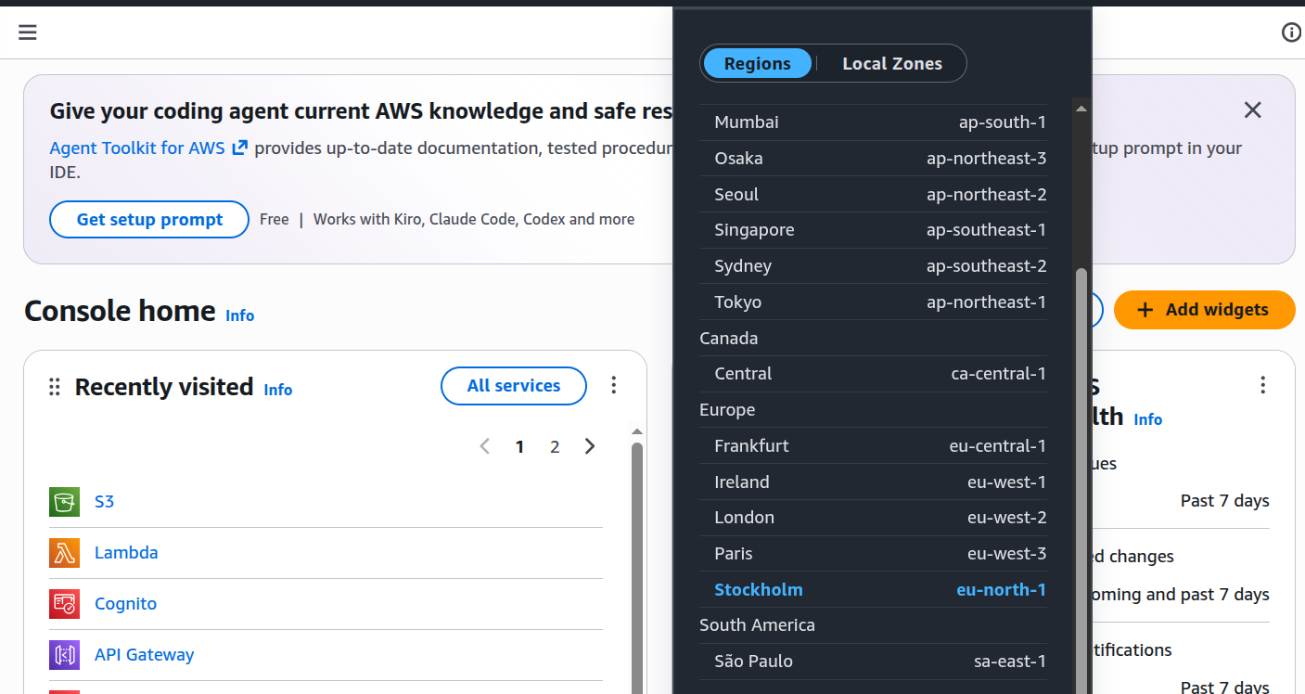 Give your coding agent current AWS knowledge and safe res
Agent Toolkit for AWS provides up-to-date documentation, tested procedur
tup prompt in your
IDE.
Get setup prompt
Free | Works with Kiro, Claude Code, Codex and more
Console home Info
+ Add widgets
Recently visited Info
All services
1 2
S3
Lambda
Cognito
API Gateway
Regions | Local Zones
Mumbai ap-south-1
Osaka ap-northeast-3
Seoul ap-northeast-2
Singapore ap-southeast-1
Sydney ap-southeast-2
Tokyo ap-northeast-1
Canada
Central ca-central-1
Europe
Frankfurt eu-central-1
Ireland eu-west-1
London eu-west-2
Paris eu-west-3
Stockholm eu-north-1
South America
São Paulo sa-east-1
S
lth Info
ues
Past 7 days
d changes
oming and past 7 days
tifications
Past 7 days